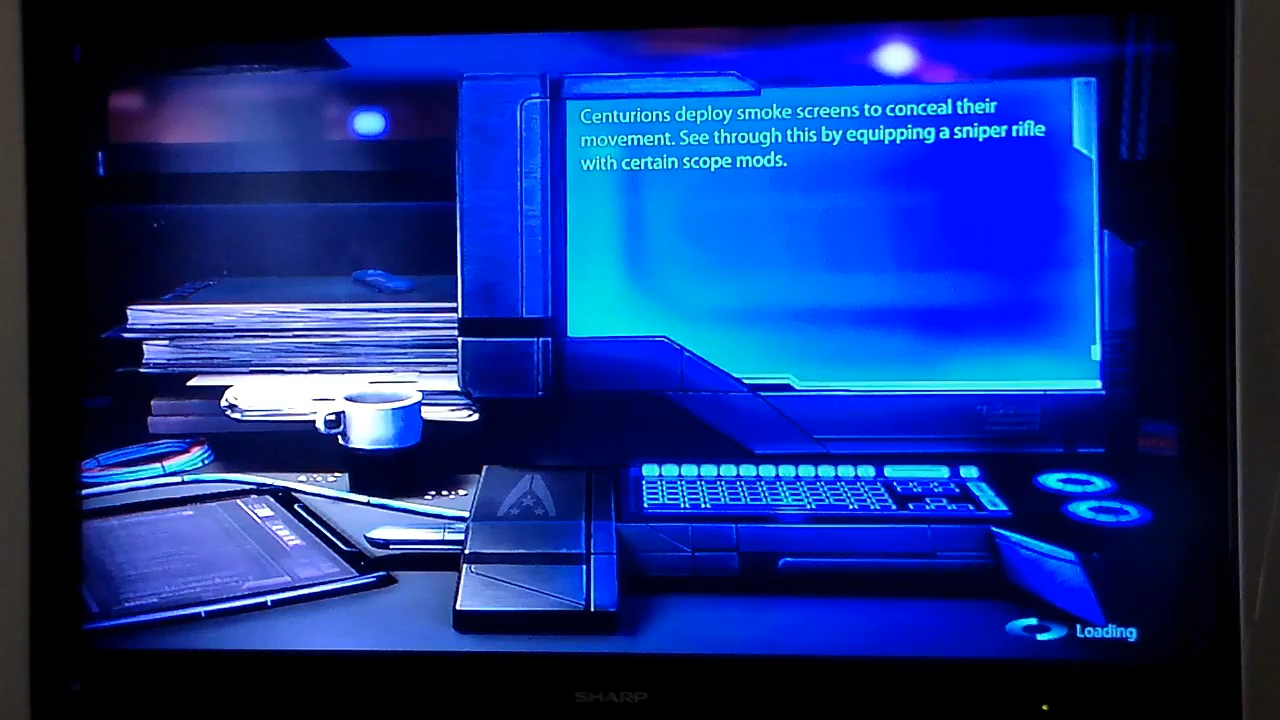 Centurions deploy smoke screens to conceal their
movement. See through this by equipping a sniper rifle
with certain scope mods.
Loading
SHARP